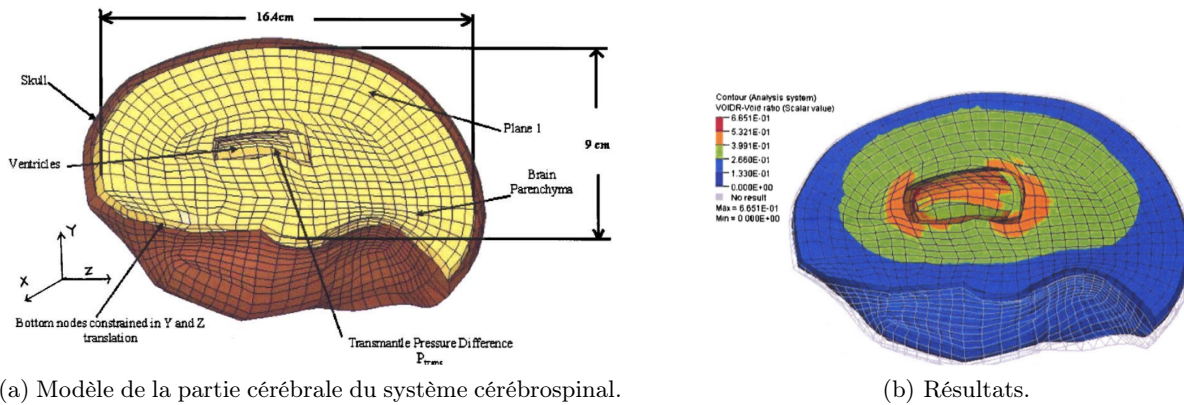 16.4cm
Skull
Plane 1
9 cm
Ventricles
Brain
Parenchyma
Y
Z
X
Bottom nodes constrained in Y and Z
translation
Transmantle Pressure Difference
P_trans
Contour (Analysis system)
VOIDR-Void ratio (Scalar value)
6.651E-01
5.321E-01
3.991E-01
2.660E-01
1.330E-01
0.000E+00
No result
Max = 6.651E-01
Min = 0.000E+00
(a) Modèle de la partie cérébrale du système cérébrospinal.
(b) Résultats.